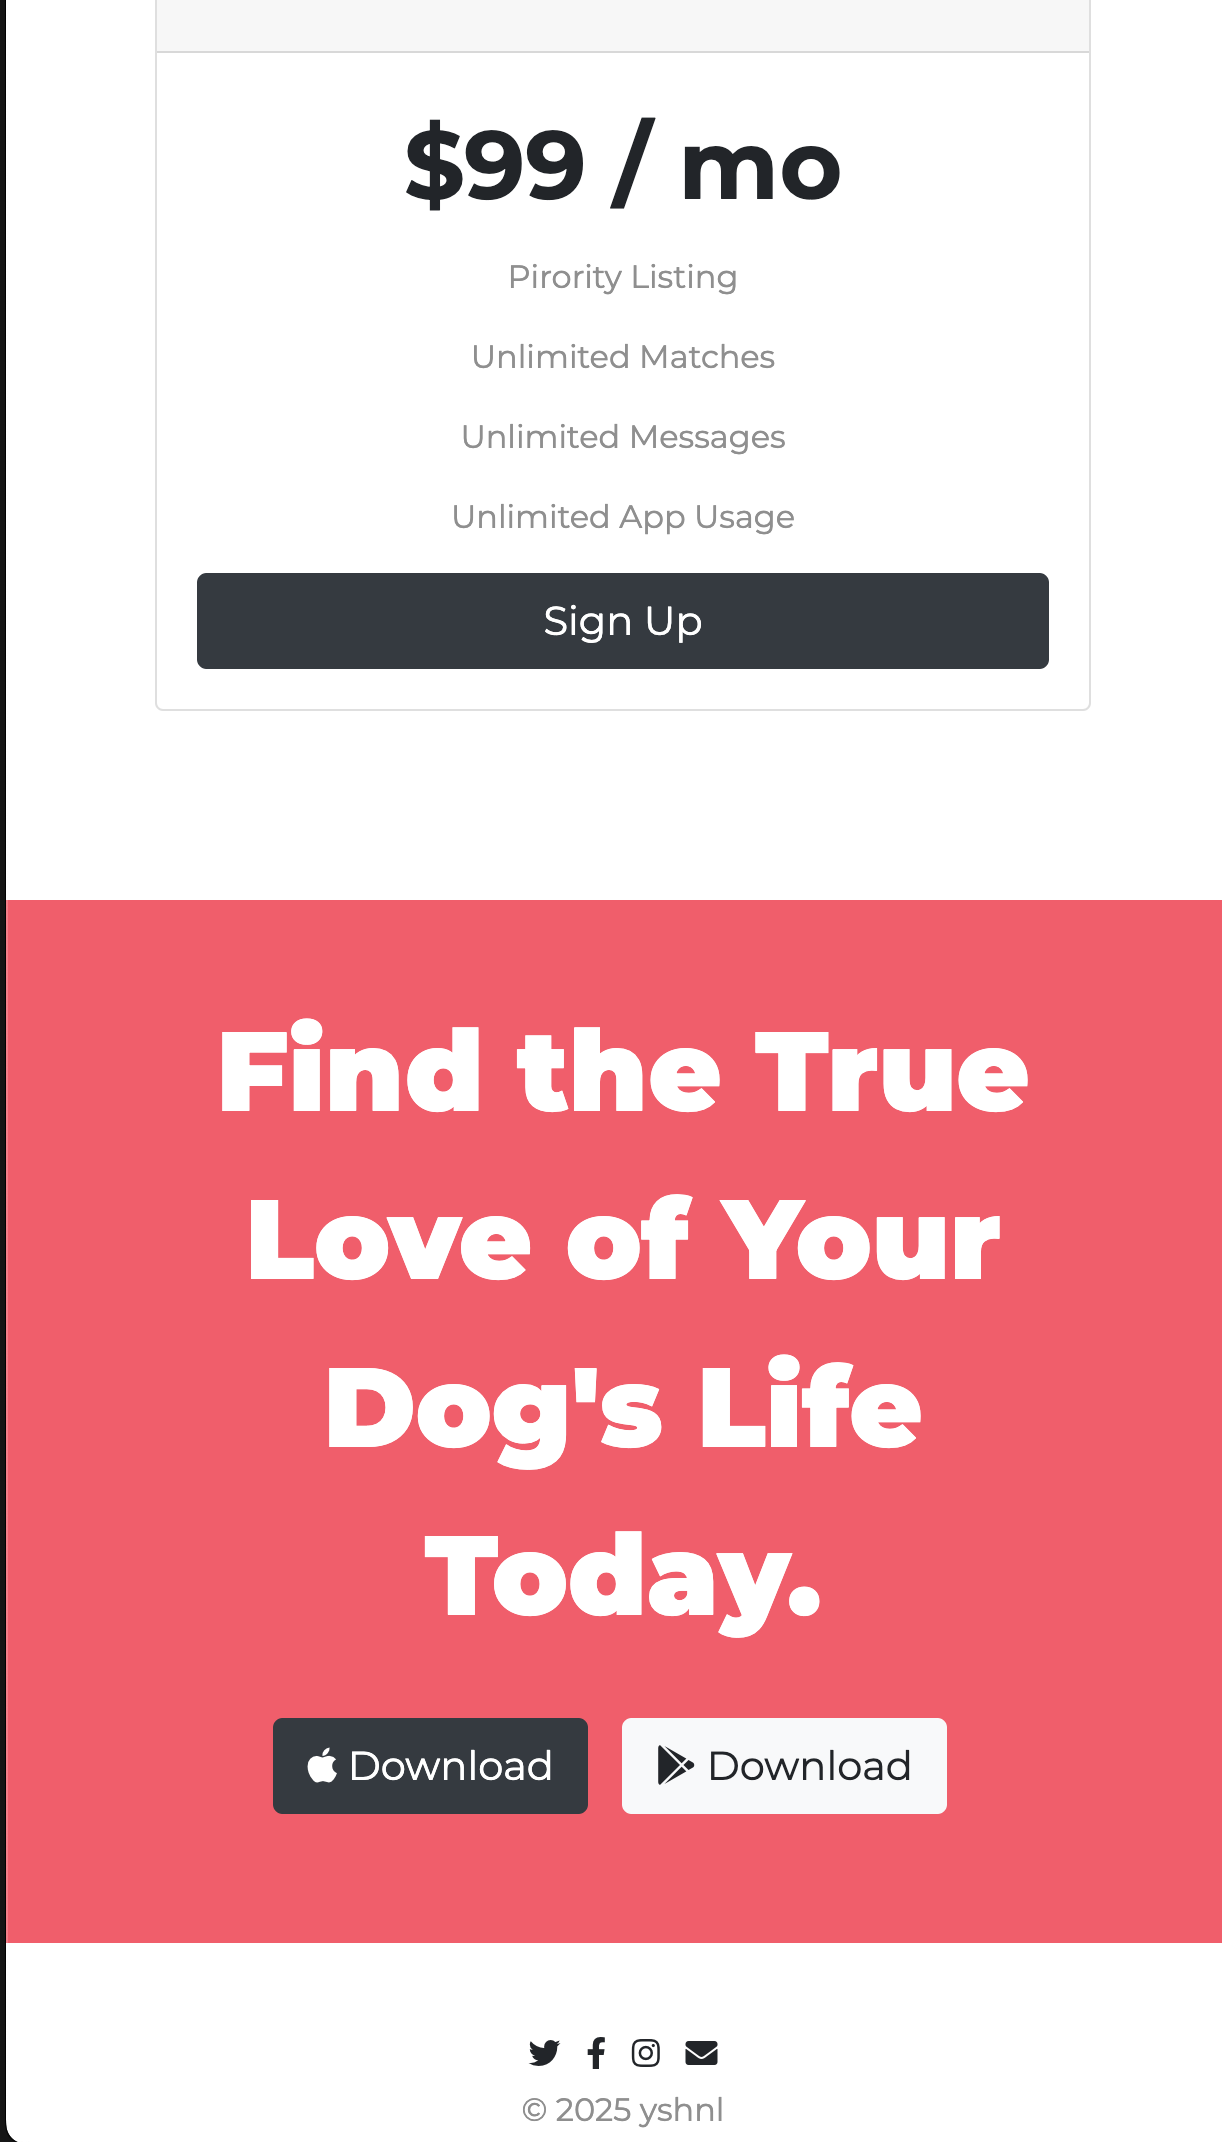 $99 / mo
Pirority Listing
Unlimited Matches
Unlimited Messages
Unlimited App Usage
Sign Up
Find the True
Love of Your
Dog's Life
Today.
Download
Download
© 2025 yshnl